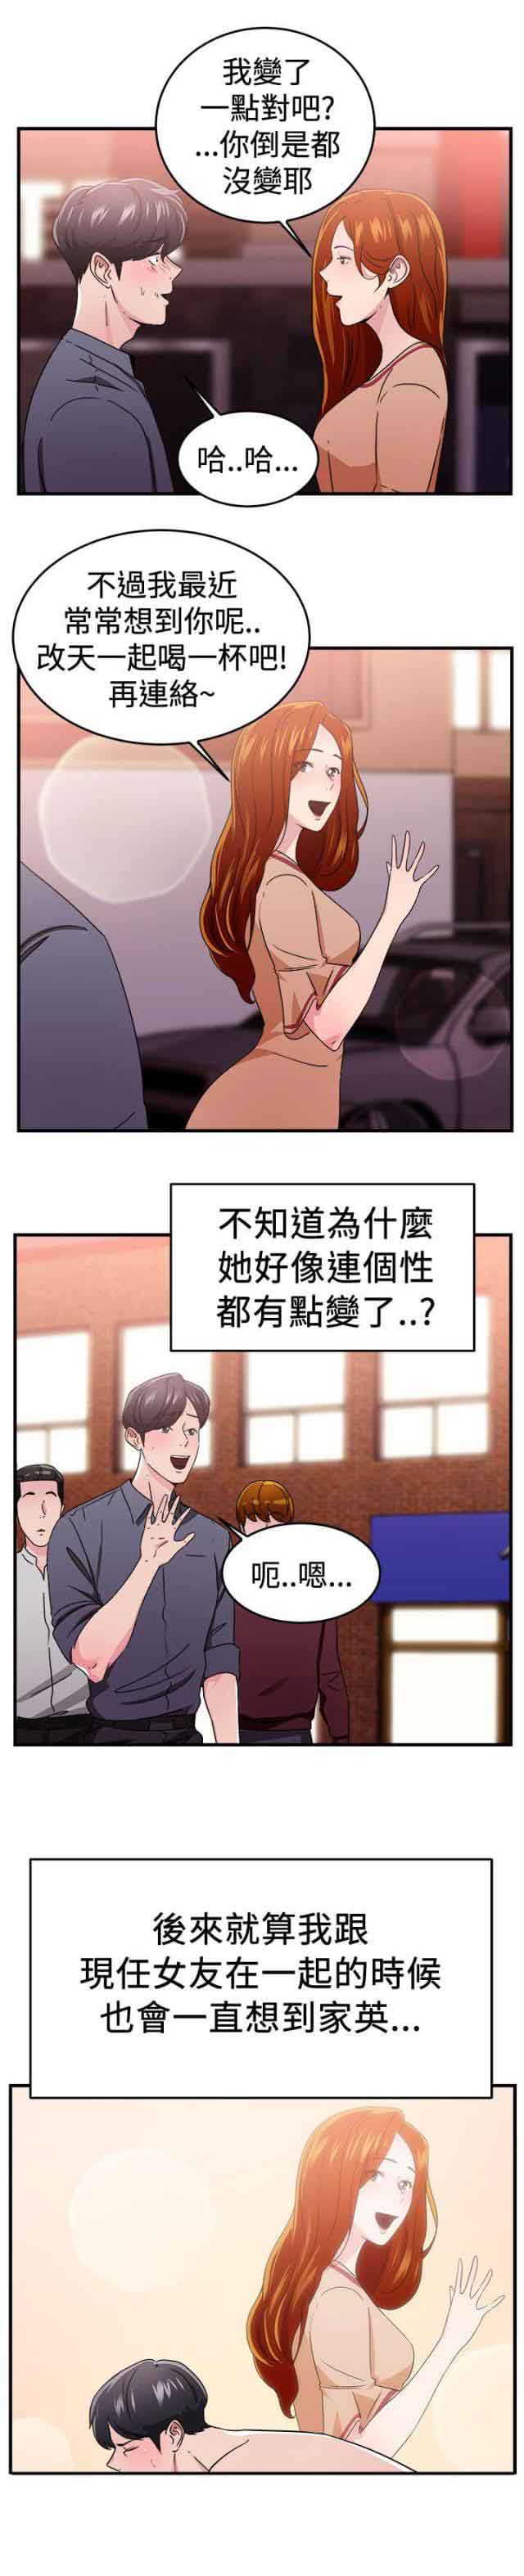 我變了
一點對吧?
...你倒是都
沒變耶
哈..哈...
不過我最近
常常想到你呢..
改天一起喝一杯吧!
再連絡~
不知道為什麼
她好像連個性
都有點變了..?
呃..嗯...
後來就算我跟
現任女友在一起的時候
也會一直想到家英...